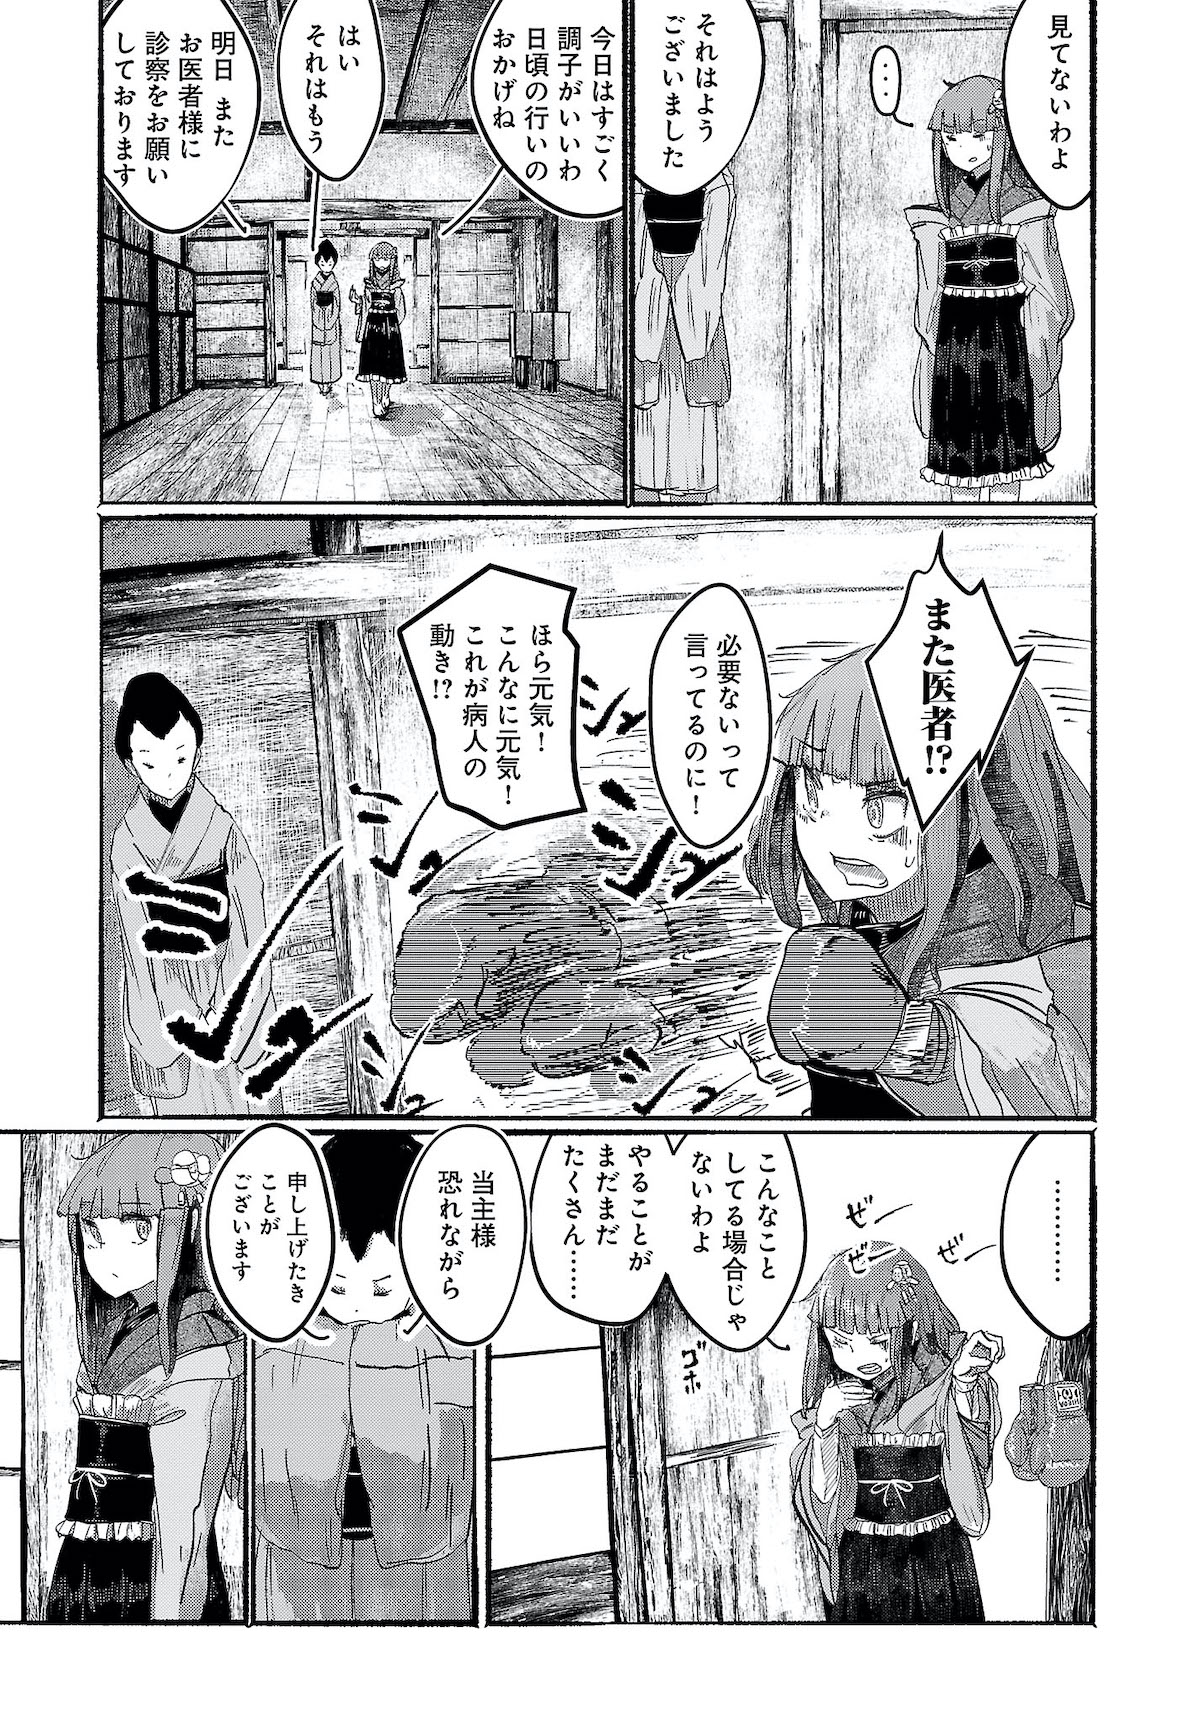 見てないわよ
・・・
それはよう
ございました
今日はすごく
調子がいいわ
日頃の行いの
おかげね
はい
それはもう
明日 また
お医者様に
診察をお願い
しております
また医者!?
必要ないって
言ってるのに！
ほら元気！
こんなに元気！
これが病人の
動き!?
シュ
シュッ
シュッ
シュッ
…………
ぜー
ぜー
こんなこと
してる場合じゃ
ないわよ
やることが
まだまだ
たくさん……
ゴホ
当主様
恐れながら
申し上げたき
ことが
ございます